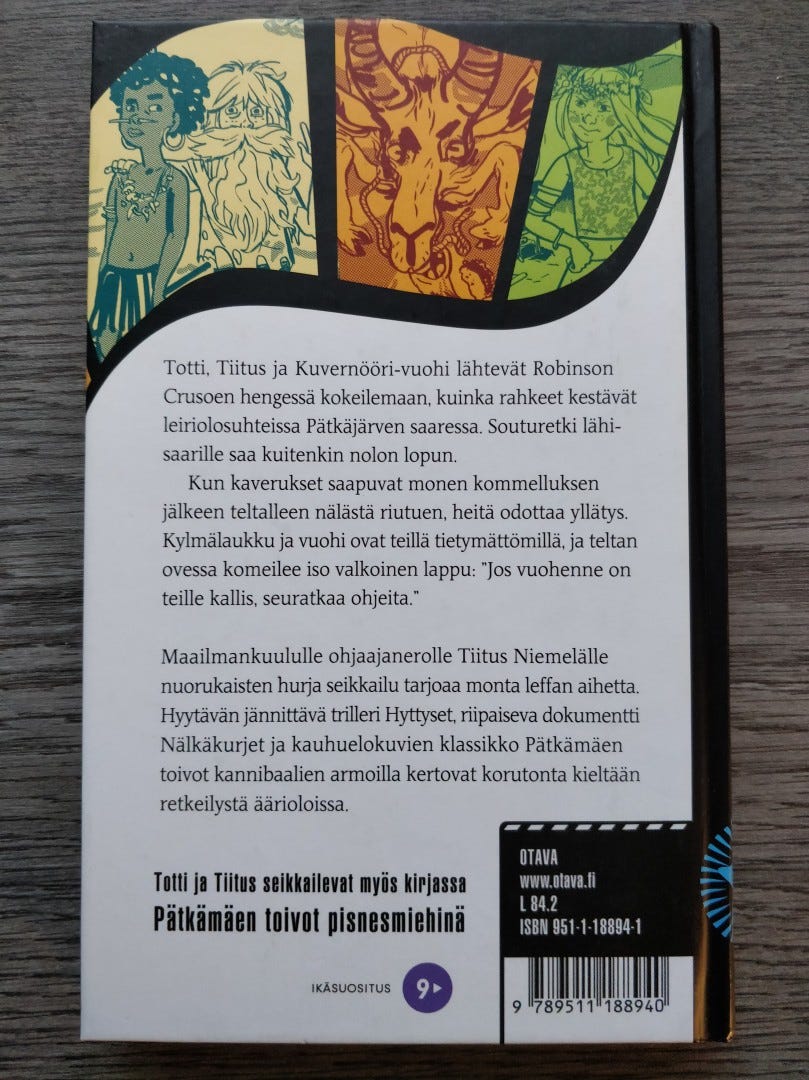 Totti, Tiitus ja Kuvernööri-vuohi lähtevät Robinson
Crusoen hengessä kokeilemaan, kuinka rahkeet kestävät
leiriolosuhteissa Pätkäjärven saaressa. Souturetki lähi-
saarille saa kuitenkin nolon lopun.
Kun kaverukset saapuvat monen kommelluksen
jälkeen teltalleen nälästä riutuen, heitä odottaa yllätys.
Kylmälaukku ja vuohi ovat teillä tietymättömillä, ja teltan
ovessa komeilee iso valkoinen lappu: "Jos vuohenne on
teille kallis, seuratkaa ohjeita."
Maailmankuululle ohjaajanerolle Tiitus Niemelälle
nuorukaisten hurja seikkailu tarjoaa monta leffan aihetta.
Hyytävän jännittävä trilleri Hyttyset, riipaiseva dokumentti
Nälkäkurjet ja kauhuelokuvien klassikko Pätkämäen
toivot kannibaalien armoilla kertovat korutonta kieltään
retkeilystä äärioloissa.
Totti ja Tiitus seikkailevat myös kirjassa
Pätkämäen toivot pisnesmiehinä
IKÄSUOSITUS 9
OTAVA
www.otava.fi
L 84.2
ISBN 951-1-18894-1
9 789511 188940